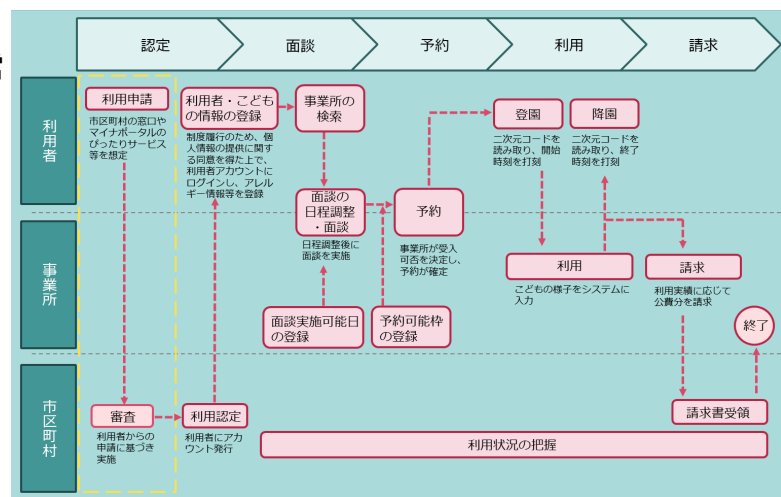 認定
面談
予約
利用
請求
利用者
利用申請
市区町村の窓口や
マイナポータルの
ぴったりサービス
等を想定
利用者・こども
の情報の登録
制度履行のため、個
人情報の提供に関する
同意を得た上で、
利用者アカウントに
ログインし、アレル
ギー情報等を登録
事業所の
検索
面談の
日程調整
・面談
日程調整後に
面談を実施
予約
事業所が受入
可否を決定し、
予約が確定
登園
二次元コードを
読み取り、開始
時刻を打刻
降園
二次元コードを
読み取り、終了
時刻を打刻
事業所
面談実施可能日
の登録
予約可能枠
の登録
利用
こどもの様子をシステムに
入力
請求
利用実績に応じて
公費分を請求
終了
市区町村
審査
利用者からの
申請に基づき
実施
利用認定
利用者にアカ
ウント発行
請求書受領
利用状況の把握